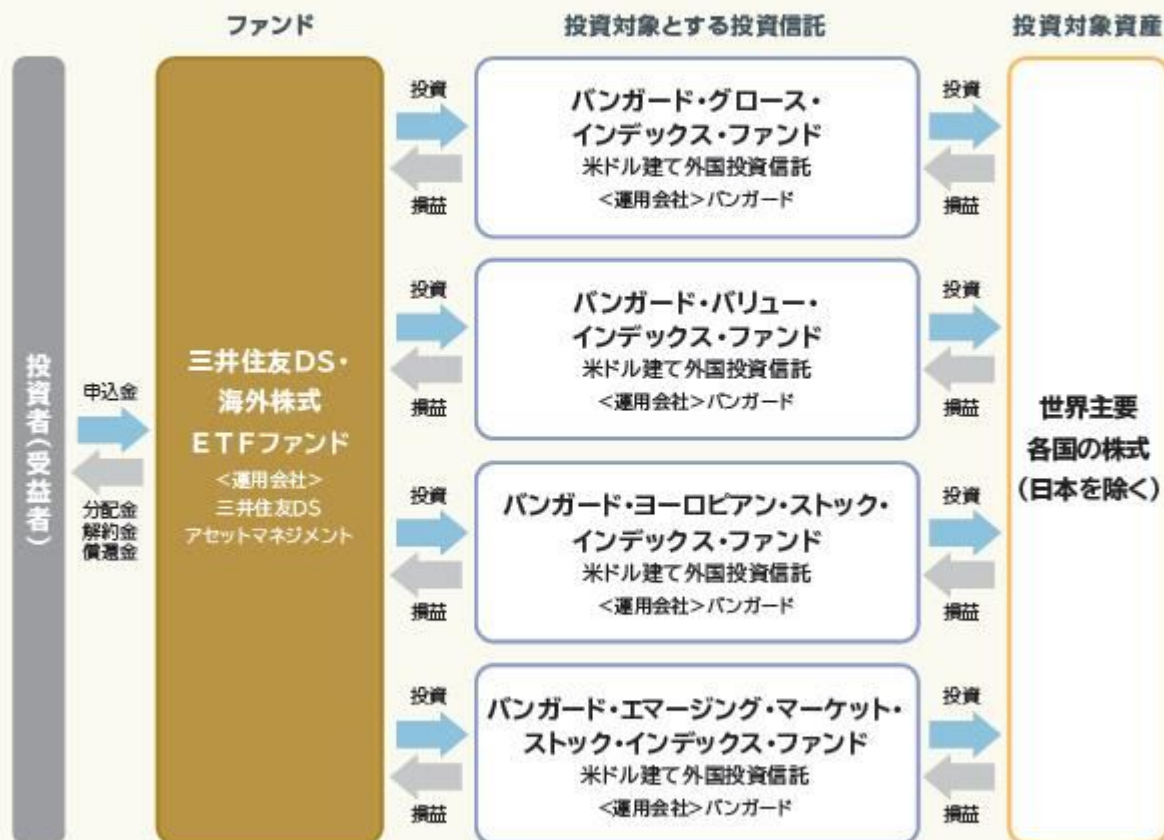 ファンド
投資対象とする投資信託
投資対象資産
投資者(受益者)
申込金
分配金
解約金
償還金
三井住友DS・
海外株式
ETFファンド
<運用会社>
三井住友DS
アセットマネジメント
投資
損益
バンガード・グロース・
インデックス・ファンド
米ドル建て外国投資信託
<運用会社>バンガード
投資
損益
投資
損益
バンガード・バリュー・
インデックス・ファンド
米ドル建て外国投資信託
<運用会社>バンガード
投資
損益
投資
損益
バンガード・ヨーロピアン・ストック・
インデックス・ファンド
米ドル建て外国投資信託
<運用会社>バンガード
投資
損益
投資
損益
バンガード・エマージング・マーケット・
ストック・インデックス・ファンド
米ドル建て外国投資信託
<運用会社>バンガード
投資
損益
世界主要
各国の株式
(日本を除く)